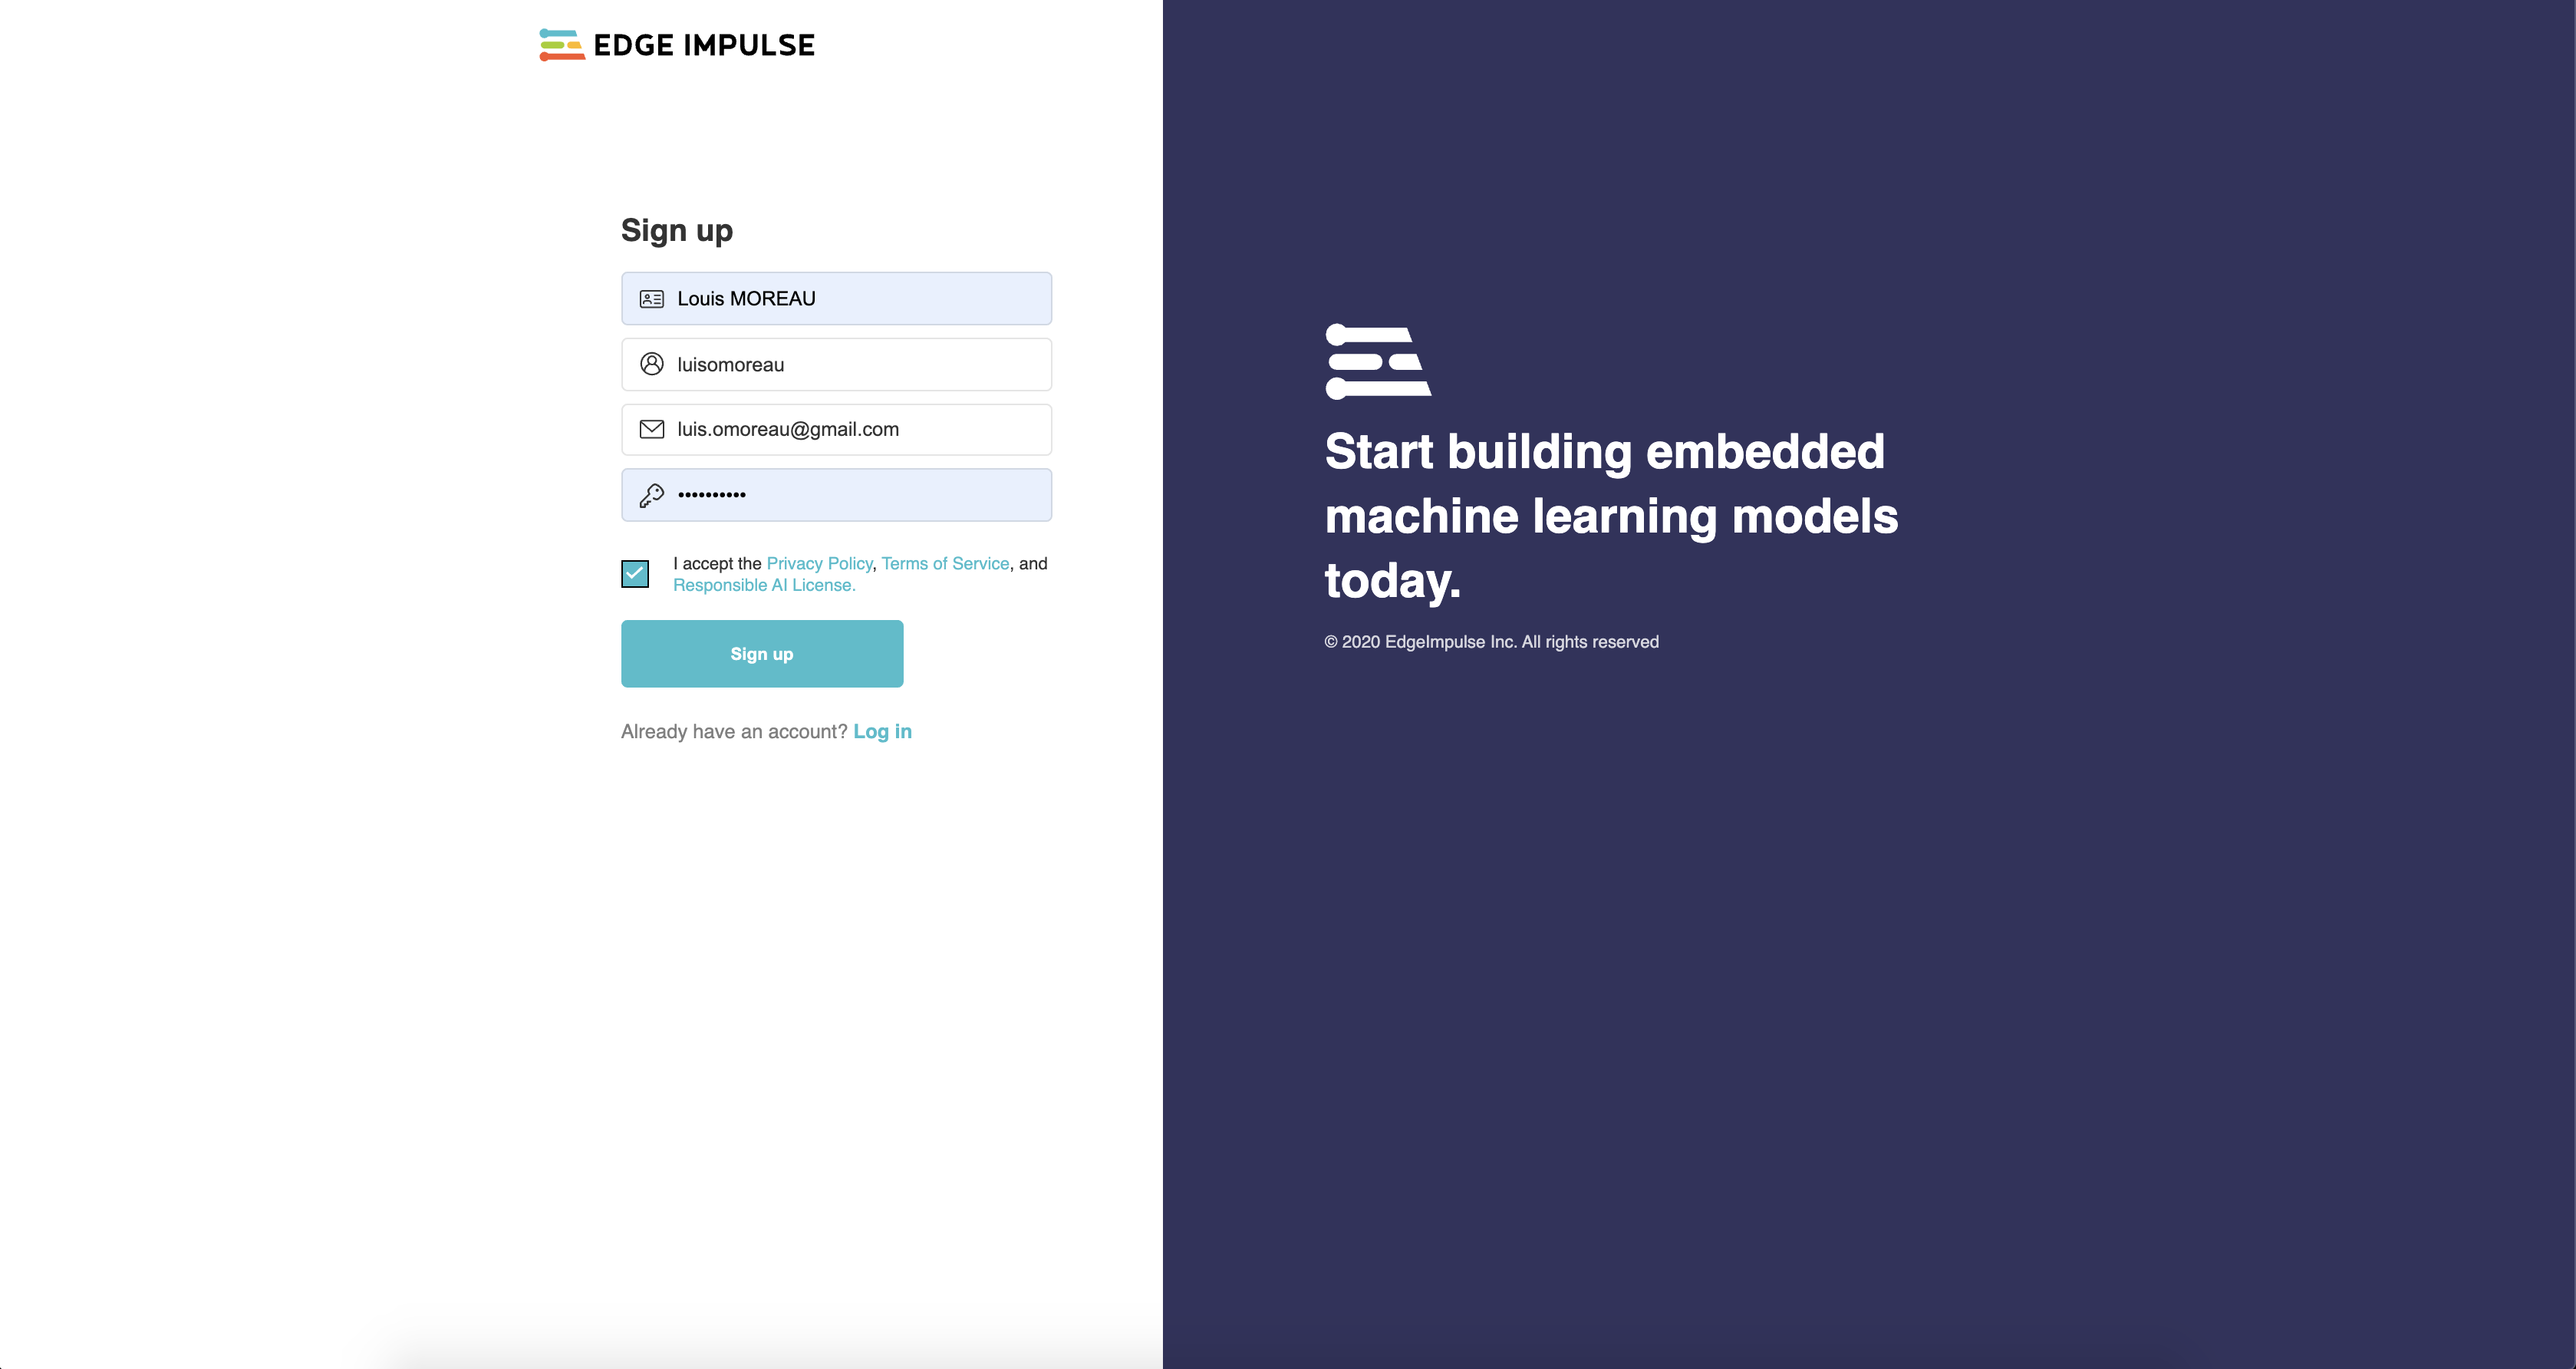 EDGE IMPULSE
Sign up
Louis MOREAU
luisomoreau
luis.omoreau@gmail.com
••••••••••
I accept the Privacy Policy, Terms of Service, and
Responsible AI License.
Sign up
Already have an account? Log in
Start building embedded
machine learning models
today.
© 2020 EdgeImpulse Inc. All rights reserved